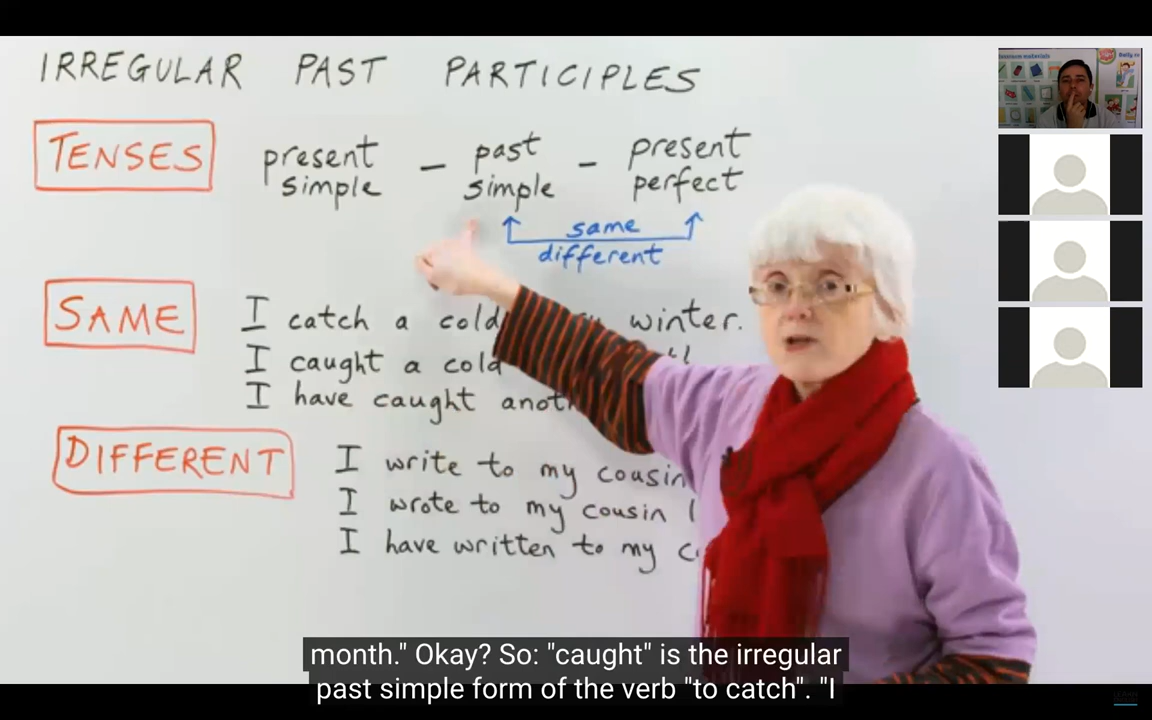 IRREGULAR PAST PARTICIPLES
TENSES
present simple – past simple – present perfect
same
different
SAME
I catch a cold winter.
I caught a cold
I have caught
DIFFERENT
I write to my cousin
I wrote to my cousin
I have written to my
month." Okay? So: "caught" is the irregular
past simple form of the verb "to catch". "I